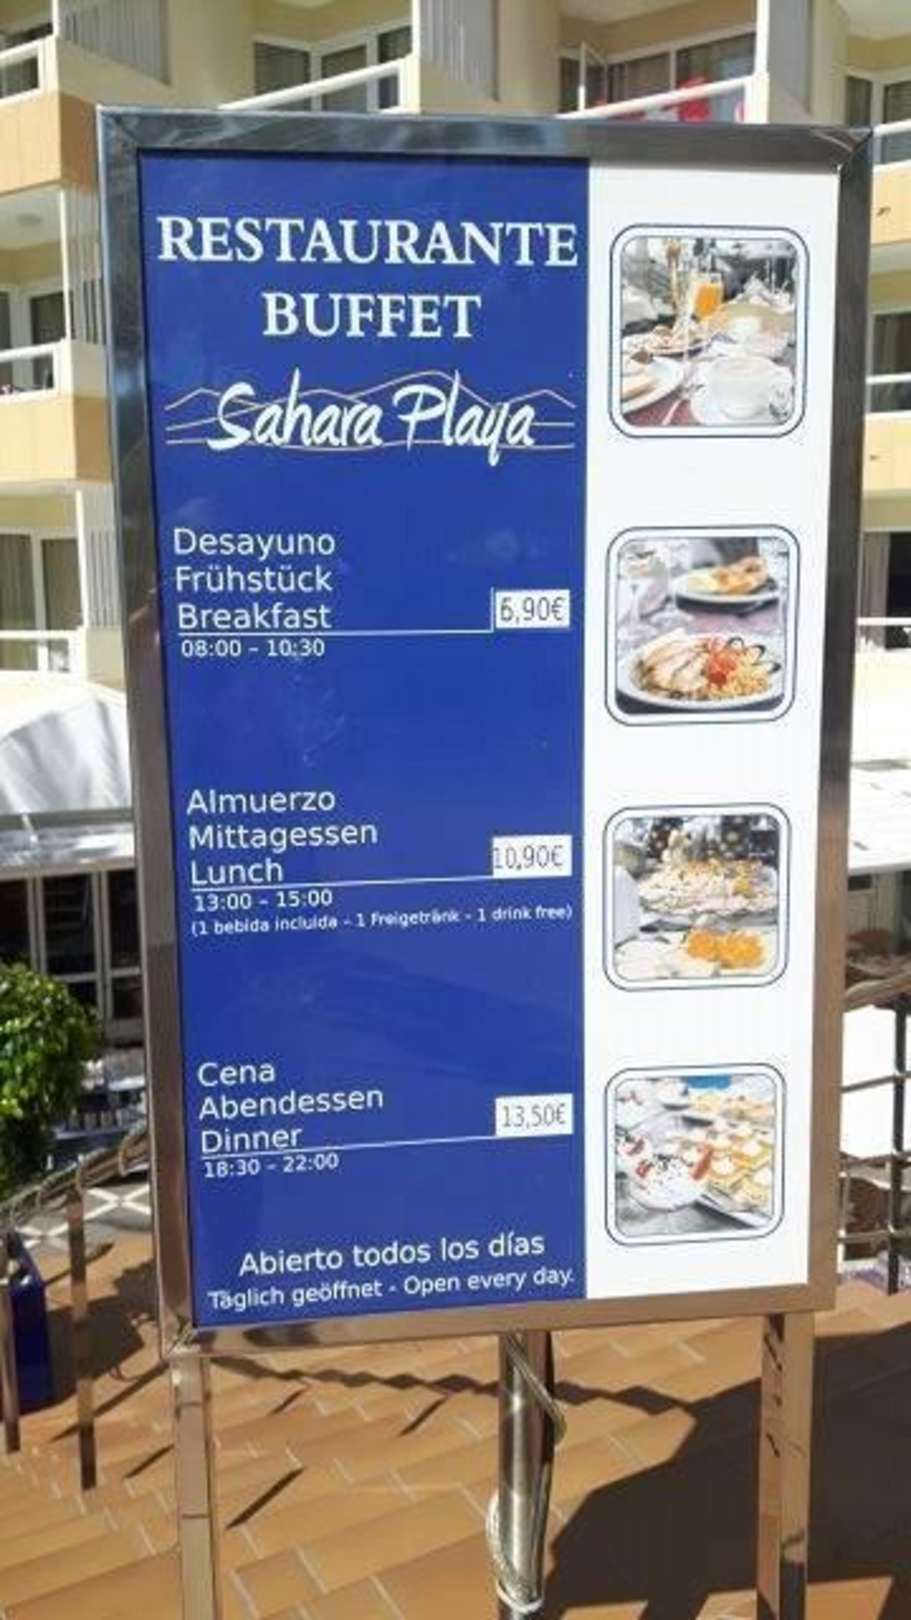 RESTAURANTE
BUFFET
Sahara Playa
Desayuno
Frühstück
Breakfast
6,90€
08:00 - 10:30
Almuerzo
Mittagessen
Lunch
10,90€
13:00 - 15:00
(1 bebida incluida - 1 Freigetränk - 1 drink free)
Cena
Abendessen
Dinner
13,50€
18:30 - 22:00
Abierto todos los días
Täglich geöffnet - Open every day.